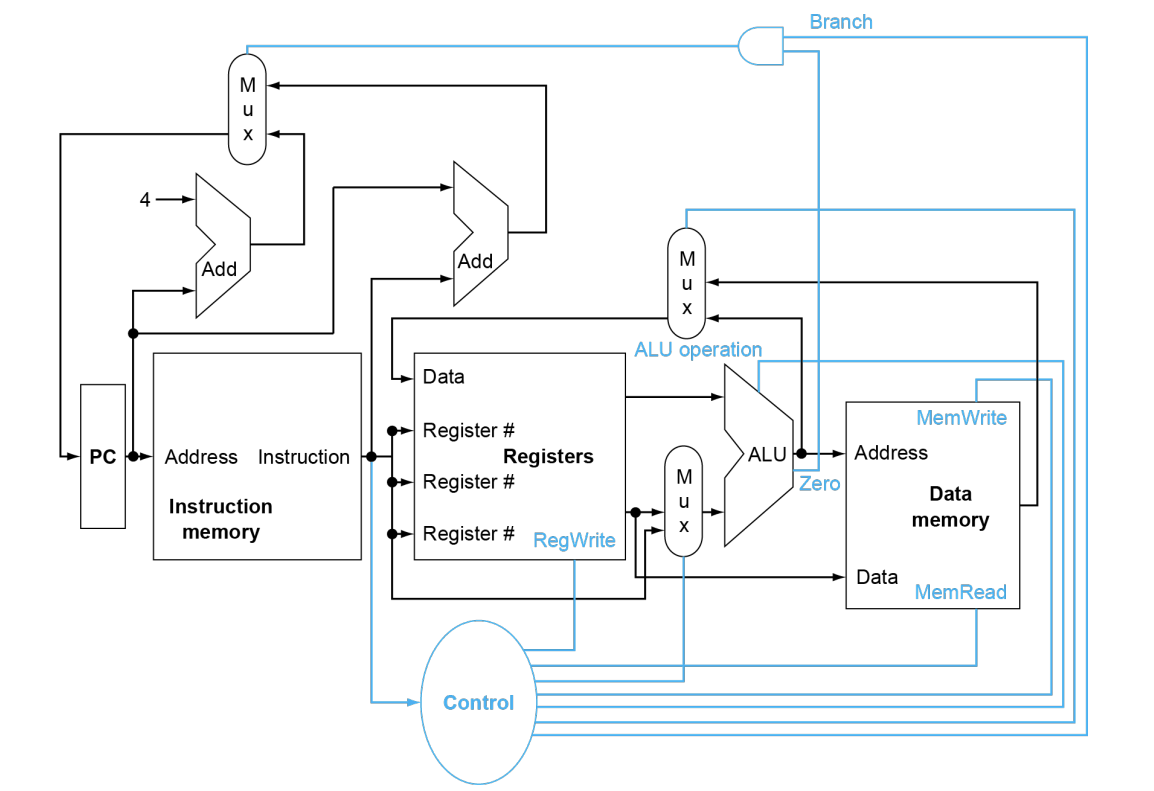 Branch
M
u
x
4
Add
Add
M
u
x
ALU operation
Data
Register #
Registers
Register #
Register #
RegWrite
PC
Address
Instruction
Instruction
memory
M
u
x
ALU
Zero
MemWrite
Address
Data
memory
Data
MemRead
Control